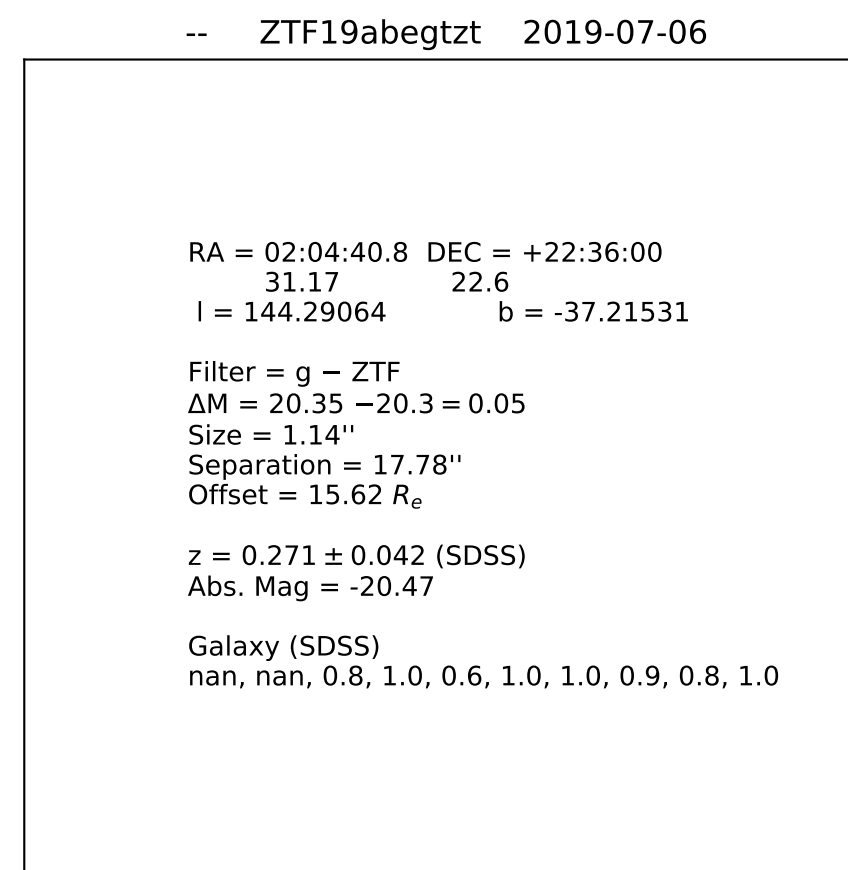 -- ZTF19abegtzt 2019-07-06
RA = 02:04:40.8 DEC = +22:36:00
31.17 22.6
l = 144.29064 b = -37.21531
Filter = g − ZTF
ΔM = 20.35 −20.3 = 0.05
Size = 1.14''
Separation = 17.78''
Offset = 15.62 Rₑ
z = 0.271 ± 0.042 (SDSS)
Abs. Mag = -20.47
Galaxy (SDSS)
nan, nan, 0.8, 1.0, 0.6, 1.0, 1.0, 0.9, 0.8, 1.0